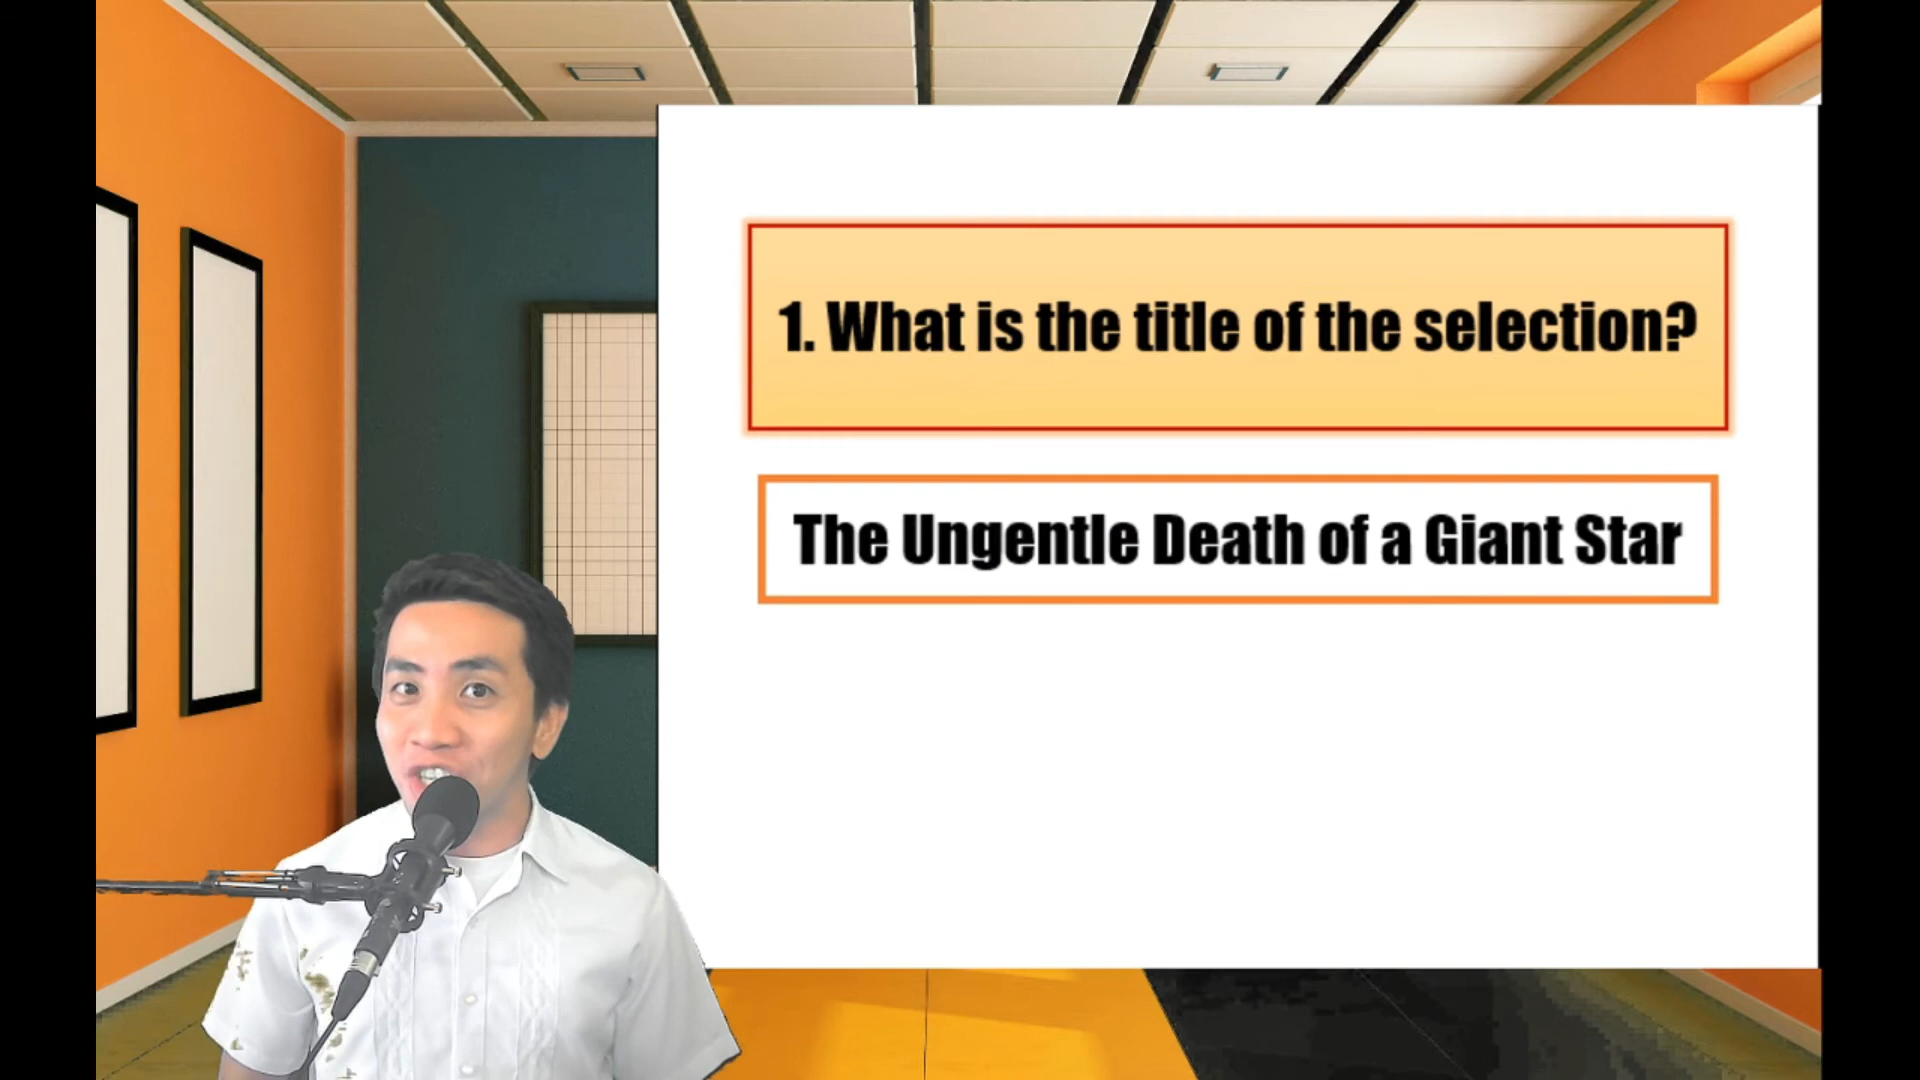 1. What is the title of the selection?
The Ungentle Death of a Giant Star